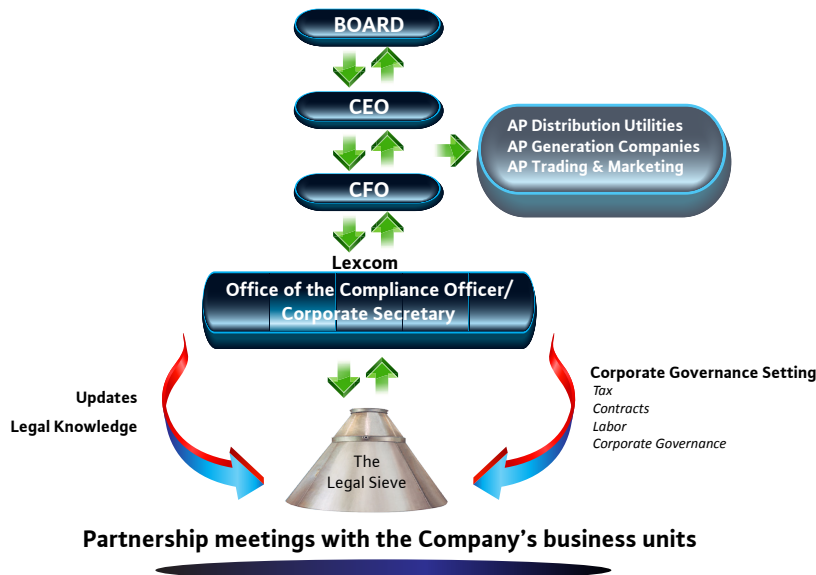 BOARD
CEO
AP Distribution Utilities
AP Generation Companies
AP Trading & Marketing
CFO
Lexcom
Office of the Compliance Officer/
Corporate Secretary
Updates
Legal Knowledge
Corporate Governance Setting
Tax
Contracts
Labor
Corporate Governance
The
Legal Sieve
Partnership meetings with the Company's business units